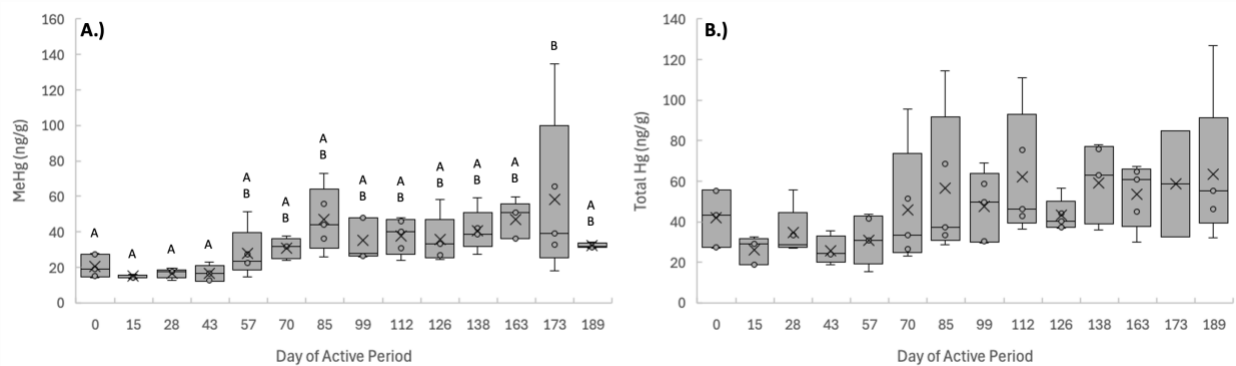 A.)
160
140
120
100
80
60
40
20
0
MeHg (ng/g)
A
A
A
A
A
B
A
B
A
B
A
B
A
B
A
B
A
B
A
B
B
A
B
0 15 28 43 57 70 85 99 112 126 138 163 173 189
Day of Active Period
B.)
140
120
100
80
60
40
20
0
Total Hg (ng/g)
0 15 28 43 57 70 85 99 112 126 138 163 173 189
Day of Active Period